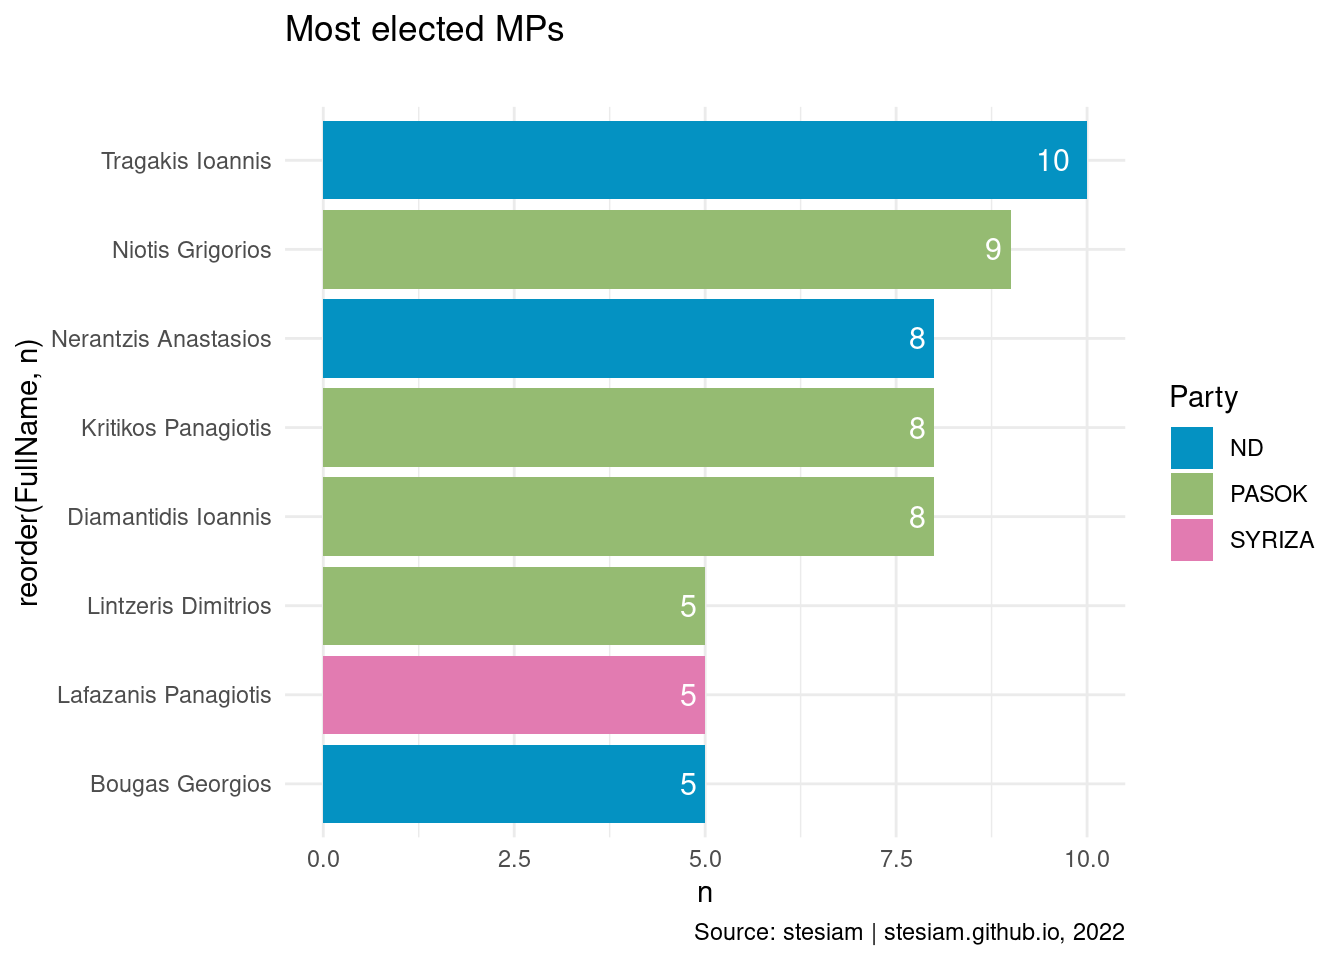 Most elected MPs
reorder(FullName, n)
Tragakis Ioannis
10
Niotis Grigorios
9
Nerantzis Anastasios
8
Kritikos Panagiotis
8
Diamantidis Ioannis
8
Lintzeris Dimitrios
5
Lafazanis Panagiotis
5
Bougas Georgios
5
0.0 2.5 5.0 7.5 10.0
n
Party
ND
PASOK
SYRIZA
Source: stesiam | stesiam.github.io, 2022